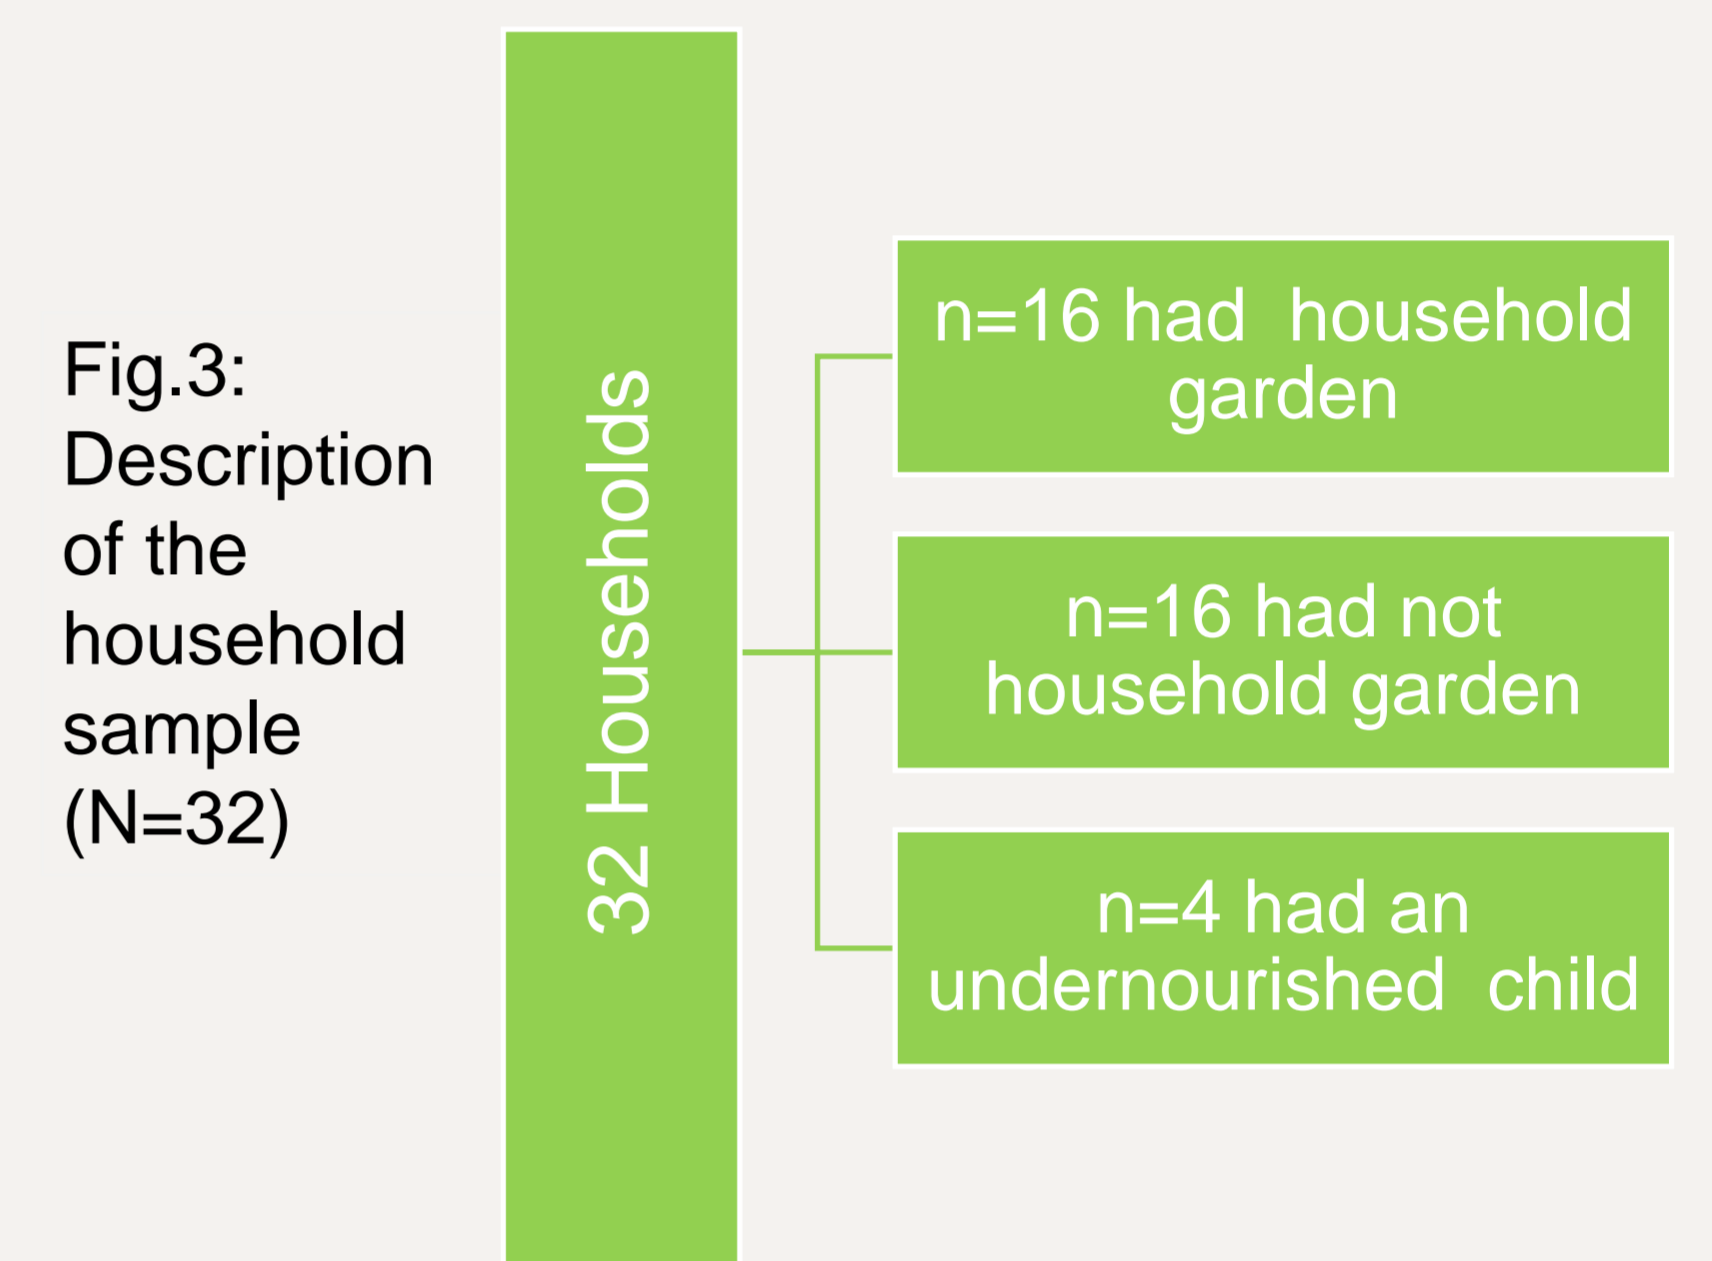 Fig.3:
Description
of the
household
sample
(N=32)
32 Households
n=16 had  household
garden
n=16 had not
household garden
n=4 had an
undernourished  child